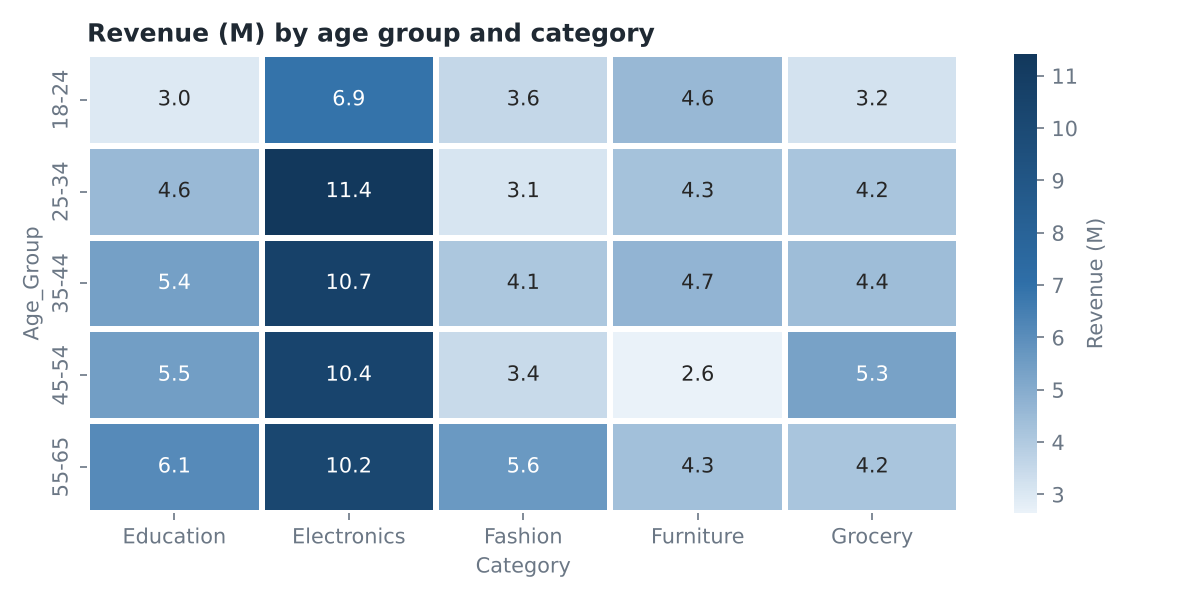 Revenue (M) by age group and category
18-24 3.0 6.9 3.6 4.6 3.2
25-34 4.6 11.4 3.1 4.3 4.2
35-44 5.4 10.7 4.1 4.7 4.4
45-54 5.5 10.4 3.4 2.6 5.3
55-65 6.1 10.2 5.6 4.3 4.2
Age_Group
Education Electronics Fashion Furniture Grocery
Category
11
10
9
8
7
6
5
4
3
Revenue (M)